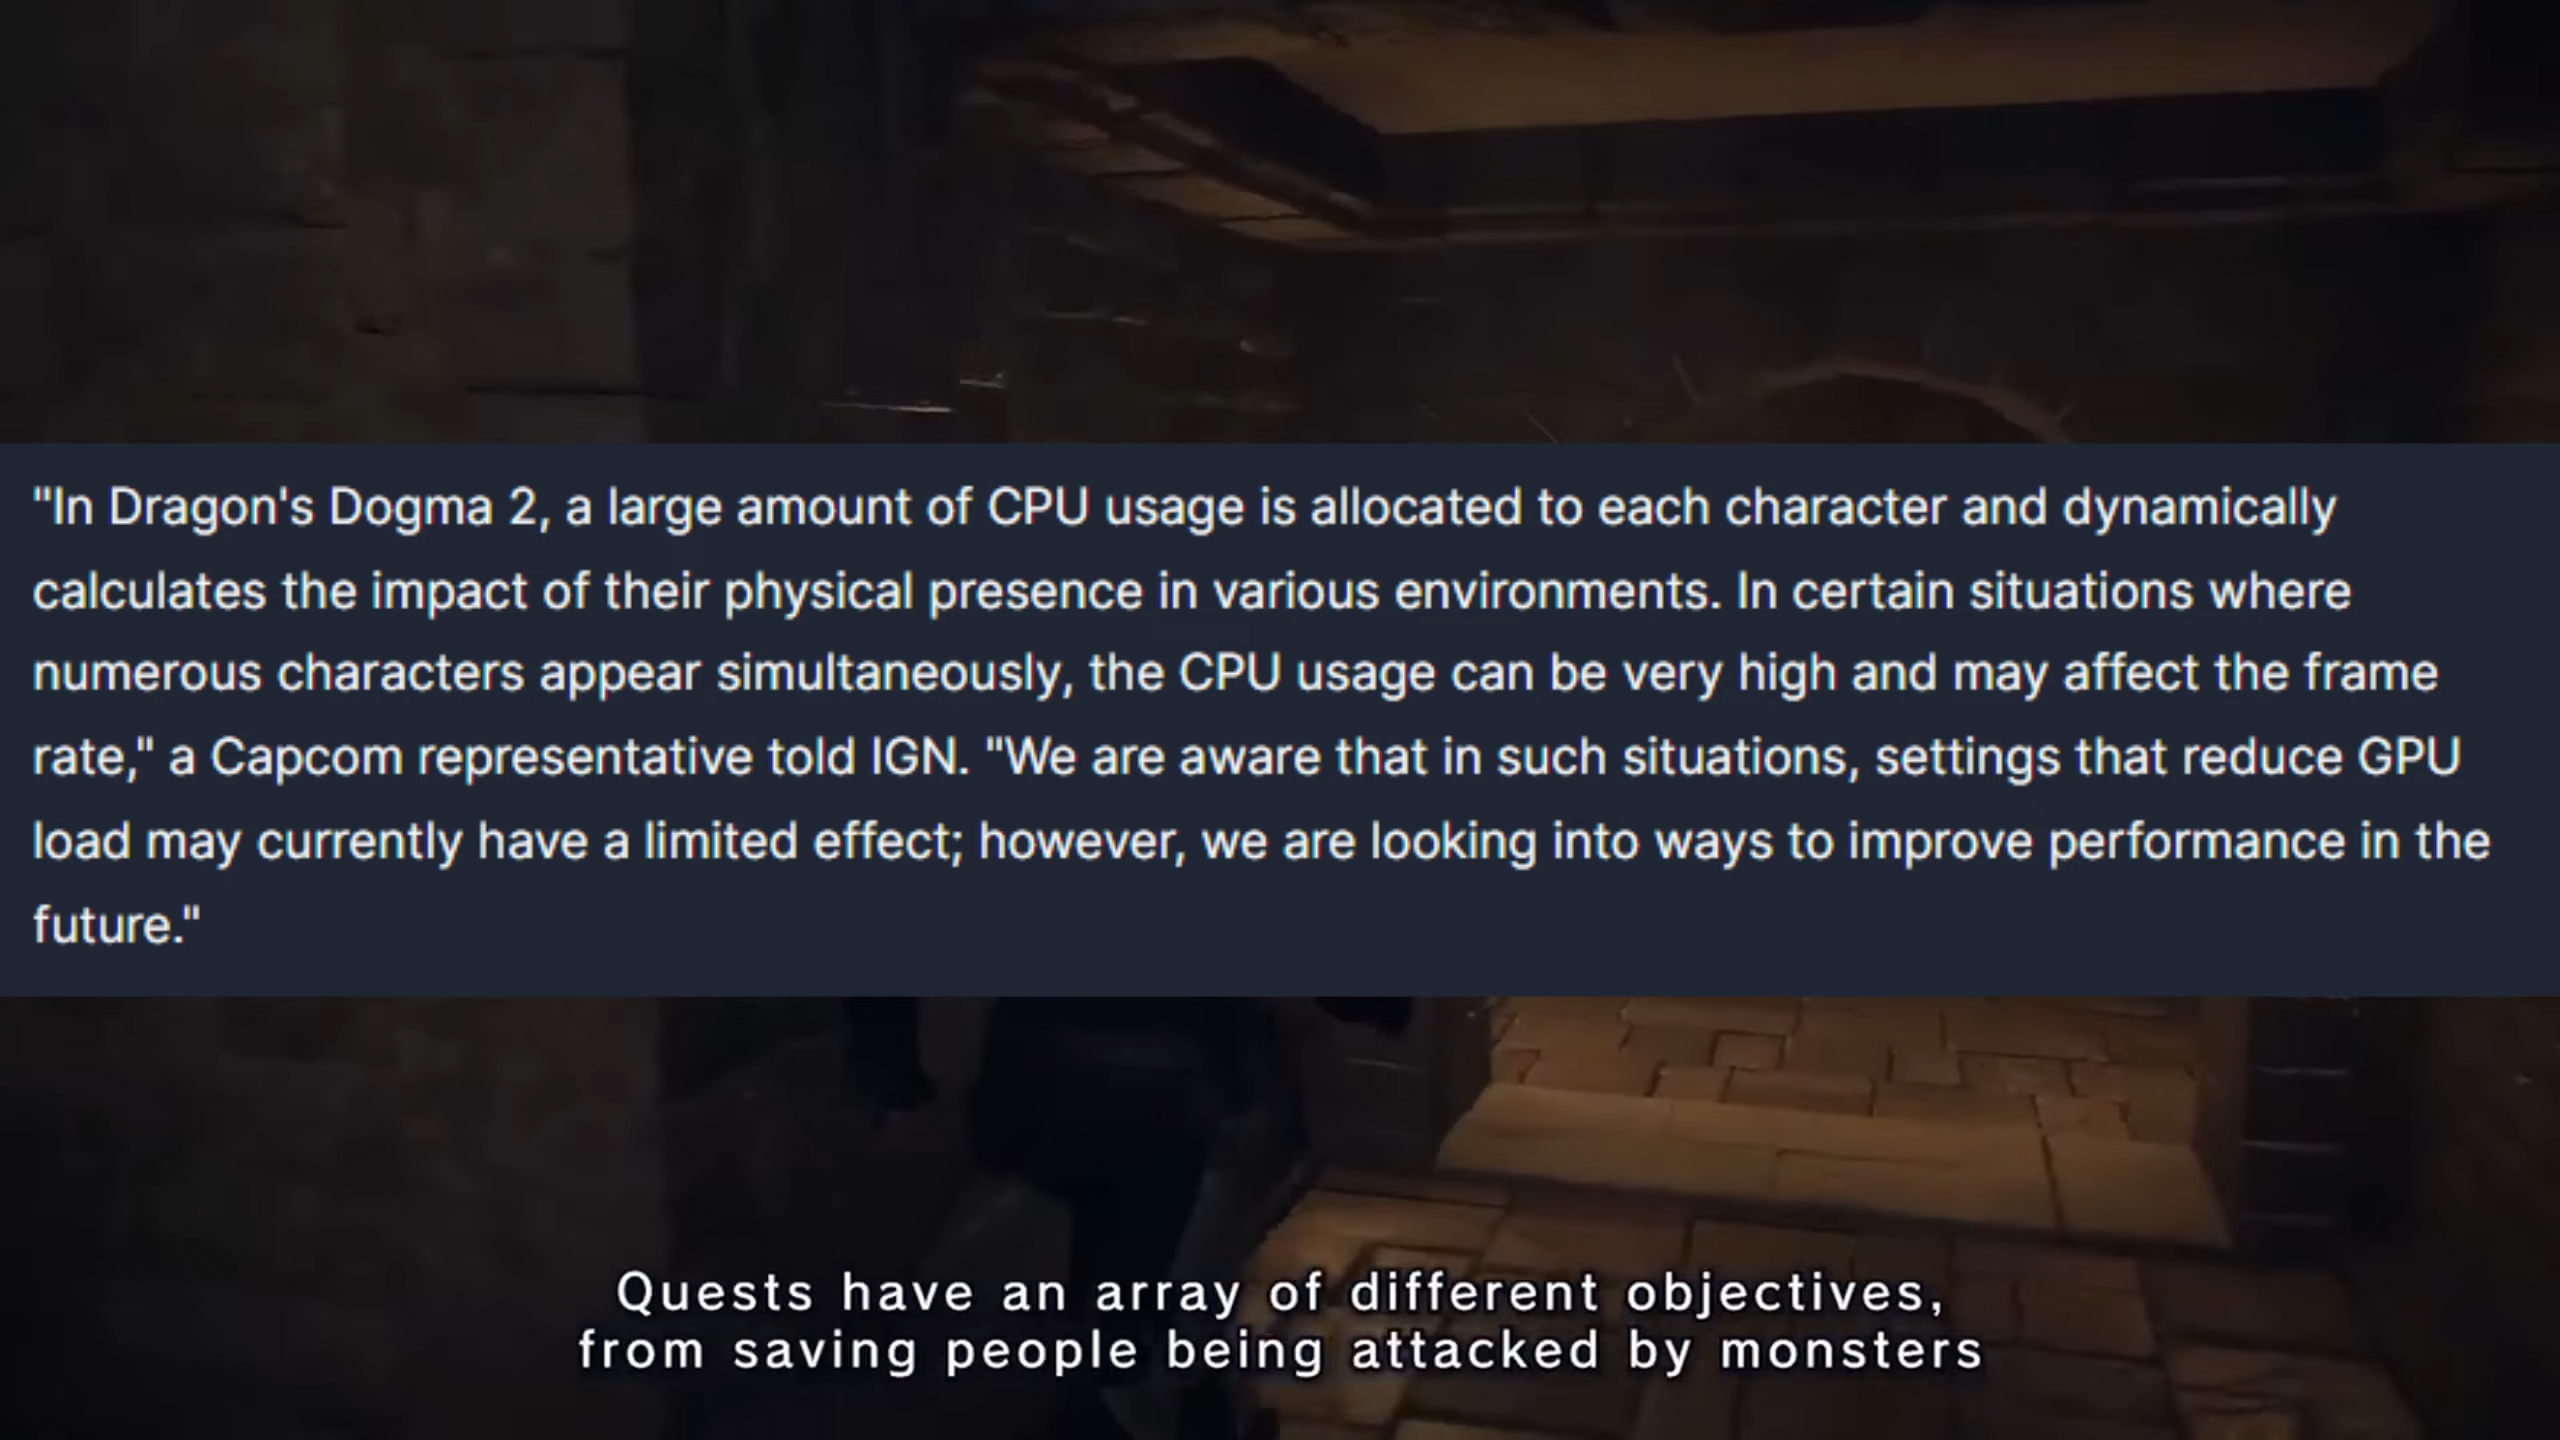 "In Dragon's Dogma 2, a large amount of CPU usage is allocated to each character and dynamically
calculates the impact of their physical presence in various environments. In certain situations where
numerous characters appear simultaneously, the CPU usage can be very high and may affect the frame
rate," a Capcom representative told IGN. "We are aware that in such situations, settings that reduce GPU
load may currently have a limited effect; however, we are looking into ways to improve performance in the
future."
Quests have an array of different objectives,
from saving people being attacked by monsters